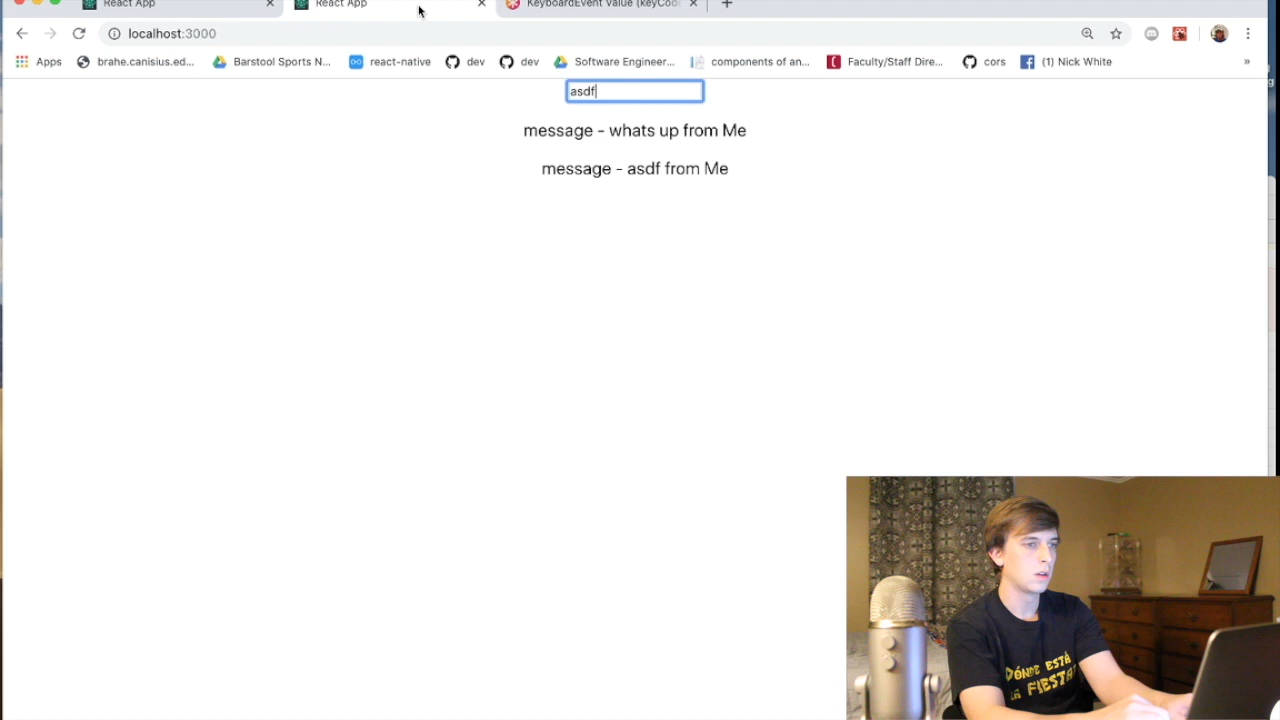 React App
React App
KeyboardEvent Value (keyCod
localhost:3000
Apps
brahe.canisius.ed...
Barstool Sports N...
react-native
dev
dev
Software Engineer...
components of an...
Faculty/Staff Dire...
cors
(1) Nick White
»
asdf
message - whats up from Me
message - asdf from Me
DÓNDE ESTÁ
LA FIESTA?